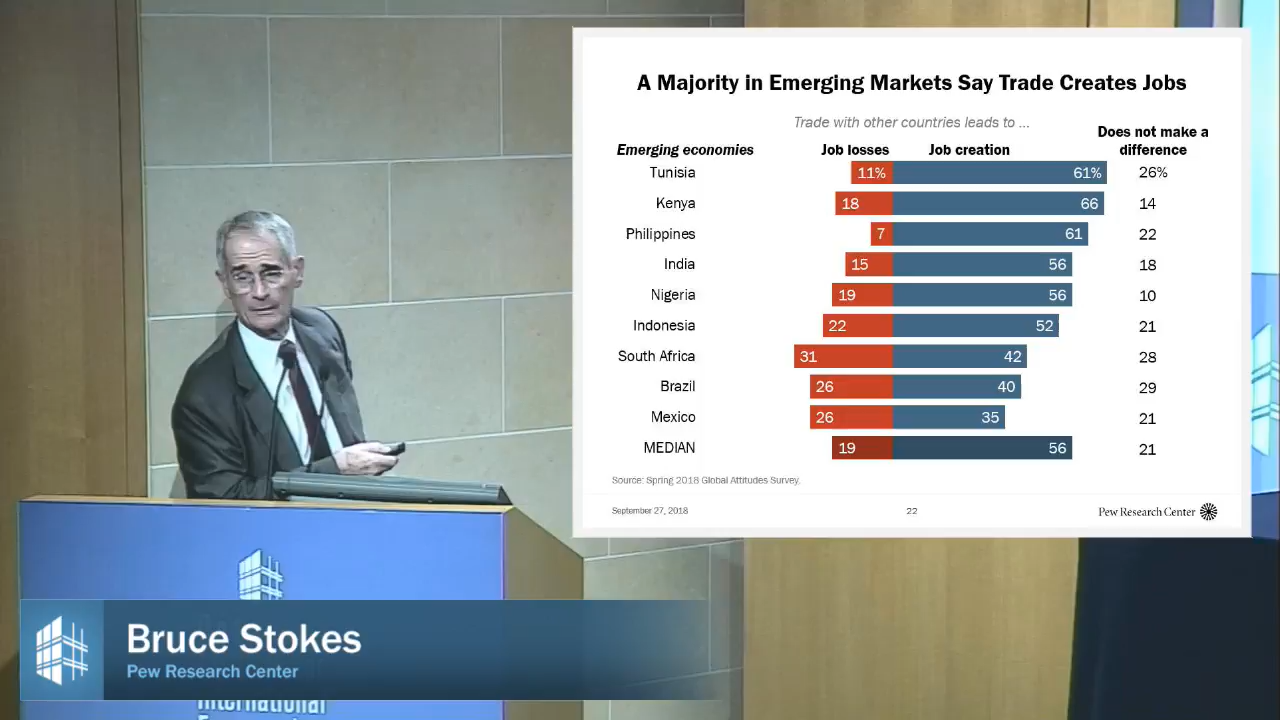 A Majority in Emerging Markets Say Trade Creates Jobs
Trade with other countries leads to ...
Does not make a
difference
Emerging economies Job losses Job creation
Tunisia 11% 61% 26%
Kenya 18 66 14
Philippines 7 61 22
India 15 56 18
Nigeria 19 56 10
Indonesia 22 52 21
South Africa 31 42 28
Brazil 26 40 29
Mexico 26 35 21
MEDIAN 19 56 21
Source: Spring 2018 Global Attitudes Survey.
September 27, 2018 22 Pew Research Center
Bruce Stokes
Pew Research Center
International